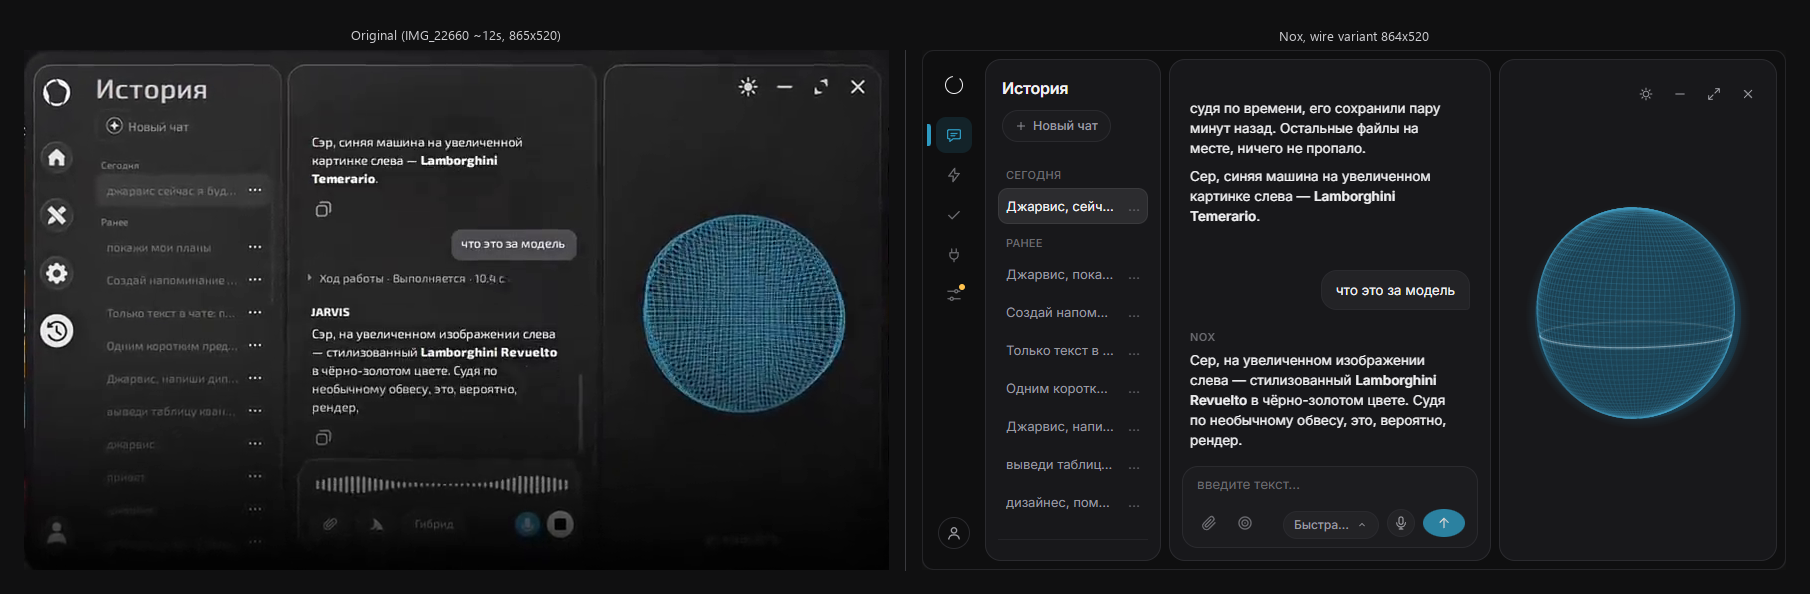 Original (IMG_22660 ~12s, 865x520)
История
Новый чат
Сегодня
джарвис сейчас я буд...
Ранее
покажи мои планы
Создай напоминание ...
Только текст в чате: п...
Одним коротким пред...
Джарвис, напиши дип...
выведи таблицу кван...
джарвис
привет
Сэр, синяя машина на увеличенной
картинке слева — Lamborghini
Temerario.
что это за модель
Ход работы · Выполняется · 10.4 с
JARVIS
Сэр, на увеличенном изображении слева
— стилизованный Lamborghini Revuelto
в чёрно-золотом цвете. Судя по
необычному обвесу, это, вероятно,
рендер,
Гибрид
Nox, wire variant 864x520
История
+ Новый чат
СЕГОДНЯ
Джарвис, сейч...
РАНЕЕ
Джарвис, пока...
Создай напом...
Только текст в ...
Одним коротк...
Джарвис, напи...
выведи таблиц...
дизайнес, пом...
судя по времени, его сохранили пару
минут назад. Остальные файлы на
месте, ничего не пропало.
Сер, синяя машина на увеличенном
картинке слева — Lamborghini
Temerario.
что это за модель
NOX
Сер, на увеличенном изображении
слева — стилизованный Lamborghini
Revuelto в чёрно-золотом цвете. Судя
по необычному обвесу, это, вероятно,
рендер.
введите текст...
Быстра...